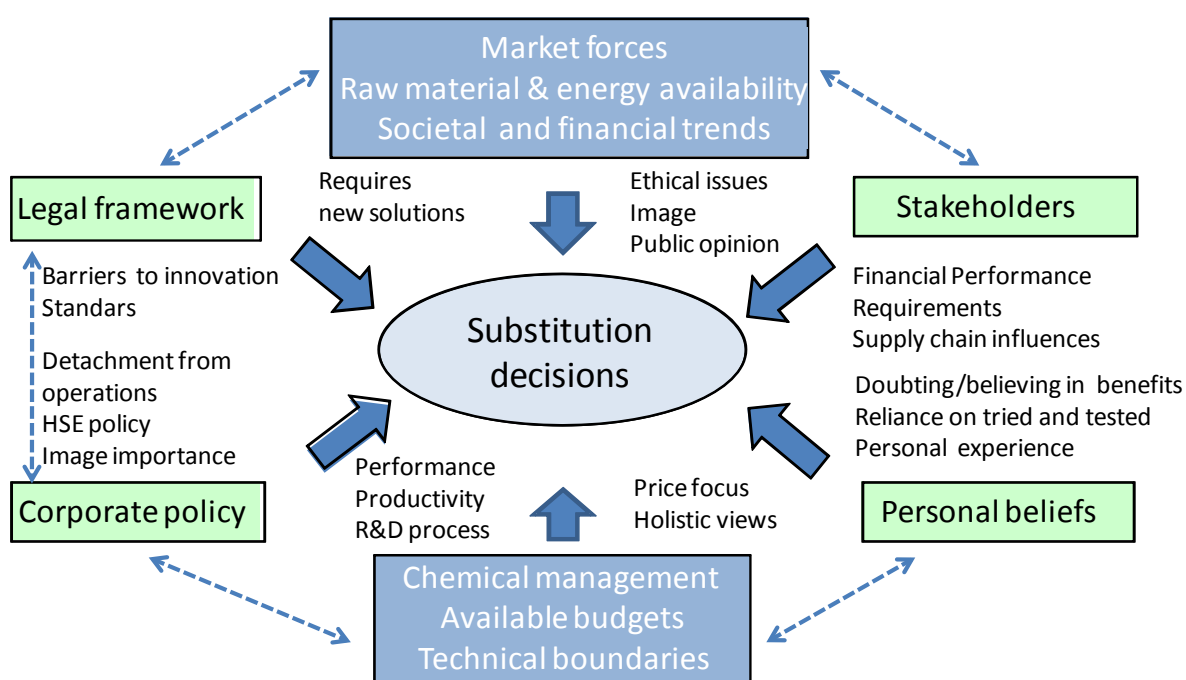 Market forces
Raw material & energy availability
Societal and financial trends
Requires
new solutions
Ethical issues
Image
Public opinion
Legal framework
Stakeholders
Barriers to innovation
Standars
Financial Performance
Requirements
Supply chain influences
Substitution
decisions
Detachment from
operations
HSE policy
Image importance
Doubting/believing in benefits
Reliance on tried and tested
Personal experience
Corporate policy
Performance
Productivity
R&D process
Price focus
Holistic views
Personal beliefs
Chemical management
Available budgets
Technical boundaries